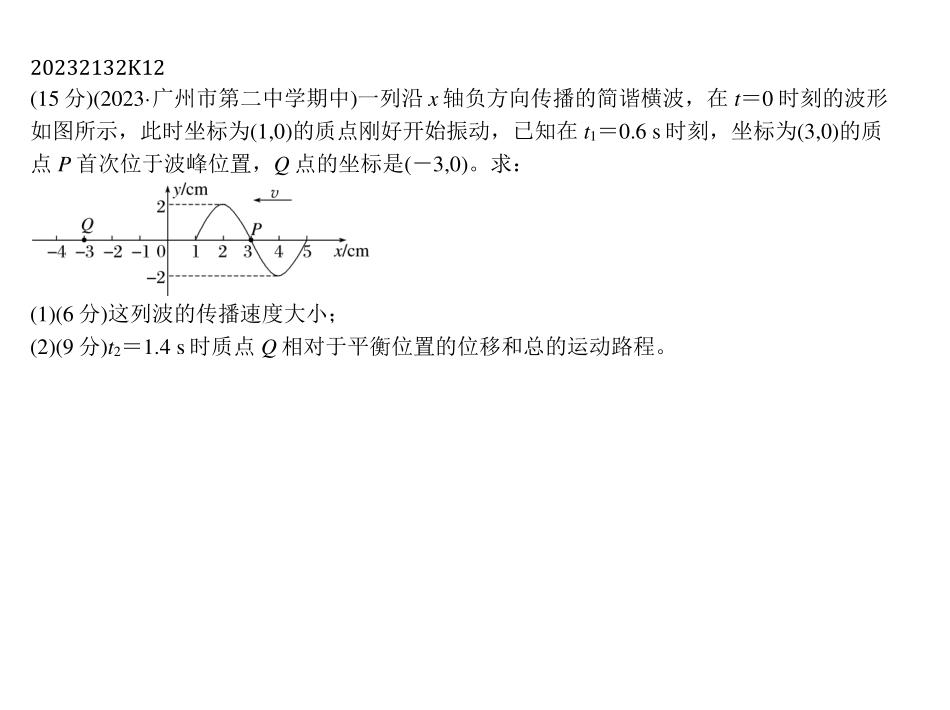 20232132K12
(15 分)(2023·广州市第二中学期中)一列沿 x 轴负方向传播的简谐横波，在 t＝0 时刻的波形
如图所示，此时坐标为(1,0)的质点刚好开始振动，已知在 t₁＝0.6 s 时刻，坐标为(3,0)的质
点 P 首次位于波峰位置，Q 点的坐标是(－3,0)。求：
y/cm
v
2
Q
P
−4 −3 −2 −1 0 1 2 3 4 5 x/cm
−2
(1)(6 分)这列波的传播速度大小；
(2)(9 分)t₂＝1.4 s 时质点 Q 相对于平衡位置的位移和总的运动路程。